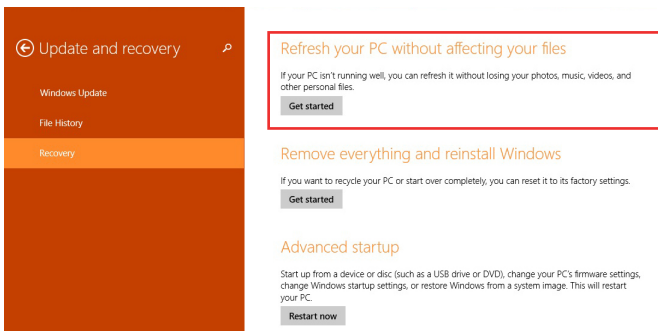 Update and recovery
Windows Update
File History
Recovery
Refresh your PC without affecting your files
If your PC isn't running well, you can refresh it without losing your photos, music, videos, and
other personal files.
Get started
Remove everything and reinstall Windows
If you want to recycle your PC or start over completely, you can reset it to its factory settings.
Get started
Advanced startup
Start up from a device or disc (such as a USB drive or DVD), change your PC's firmware settings,
change Windows startup settings, or restore Windows from a system image. This will restart
your PC.
Restart now